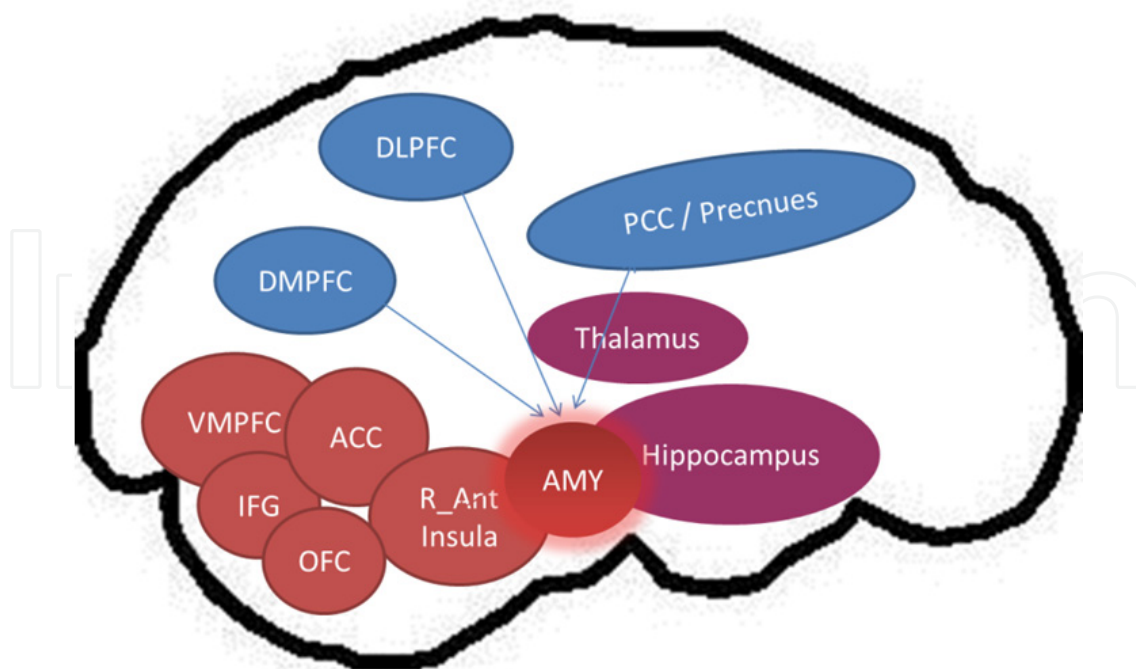 DLPFC
PCC / Precnues
DMPFC
Thalamus
VMPFC
ACC
Hippocampus
AMY
R_Ant
Insula
IFG
OFC